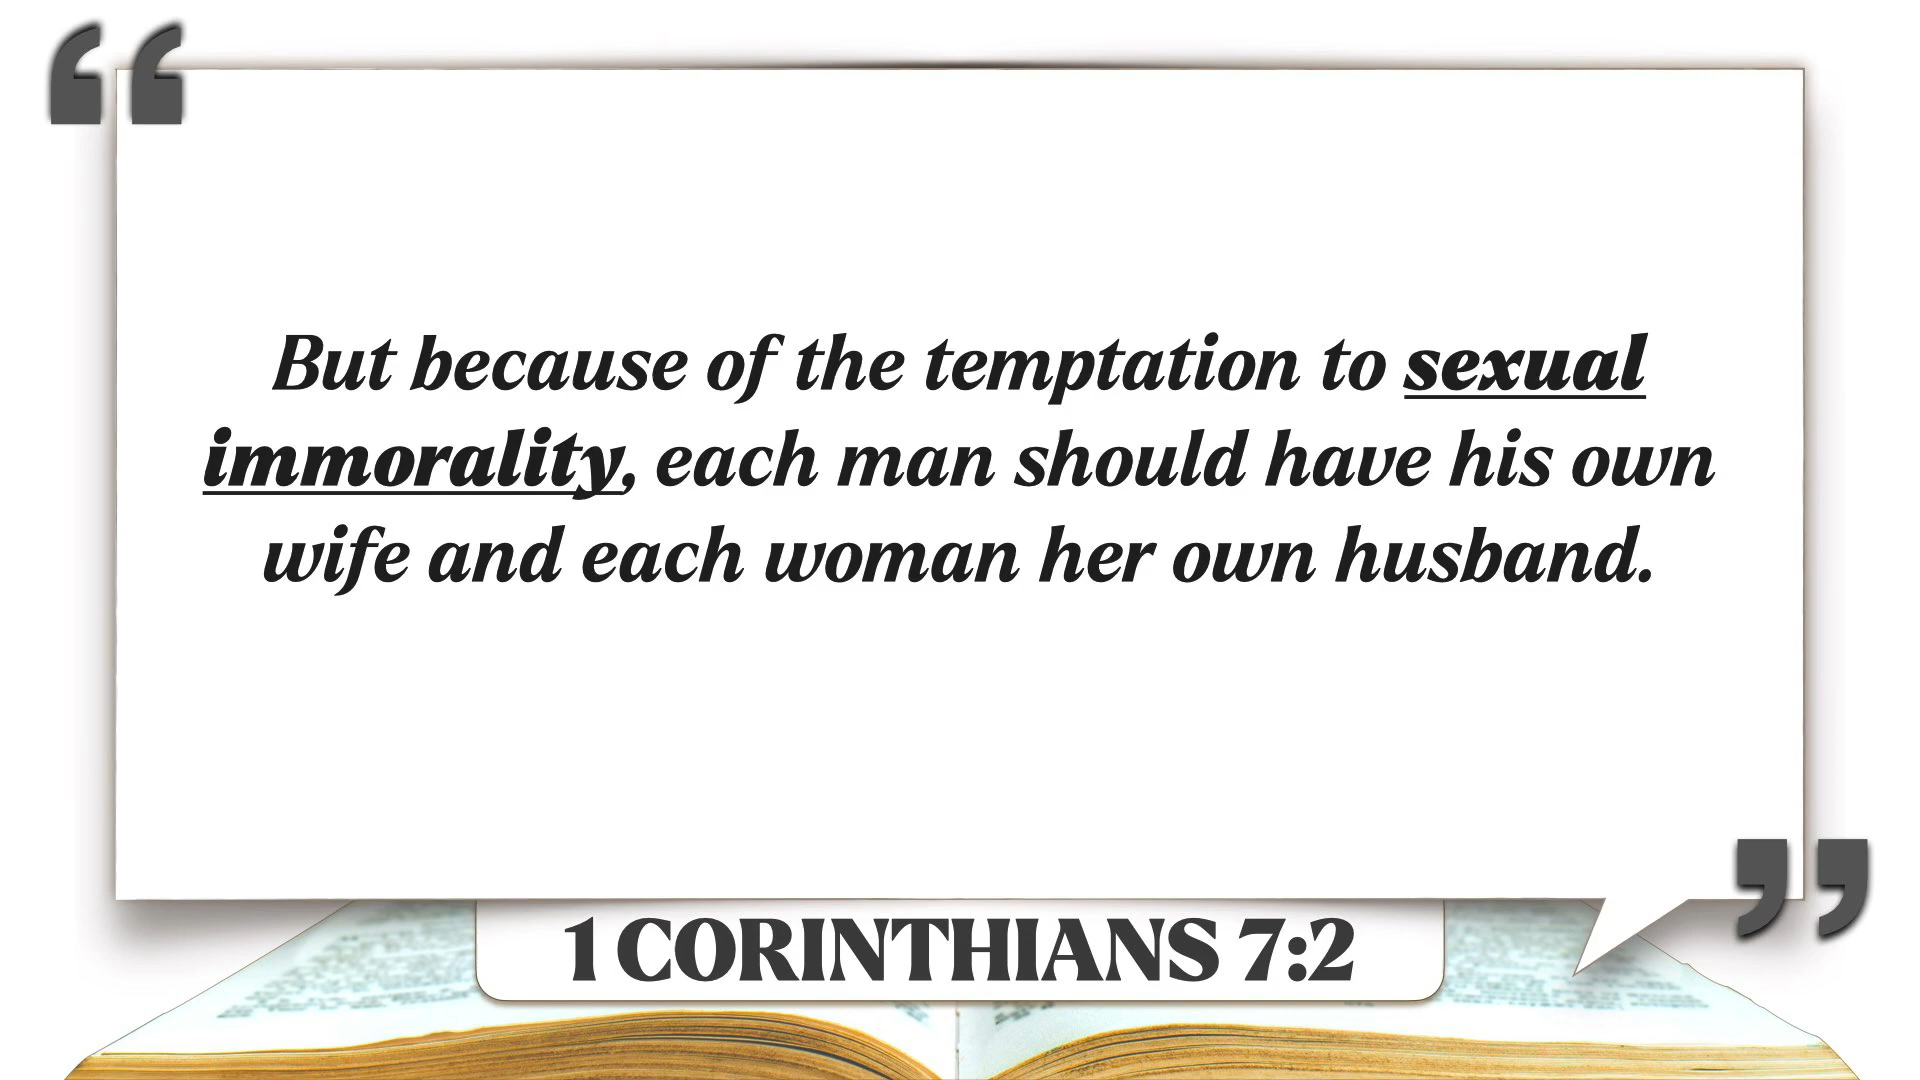 “
But because of the temptation to sexual
immorality, each man should have his own
wife and each woman her own husband.
”
1 CORINTHIANS 7:2